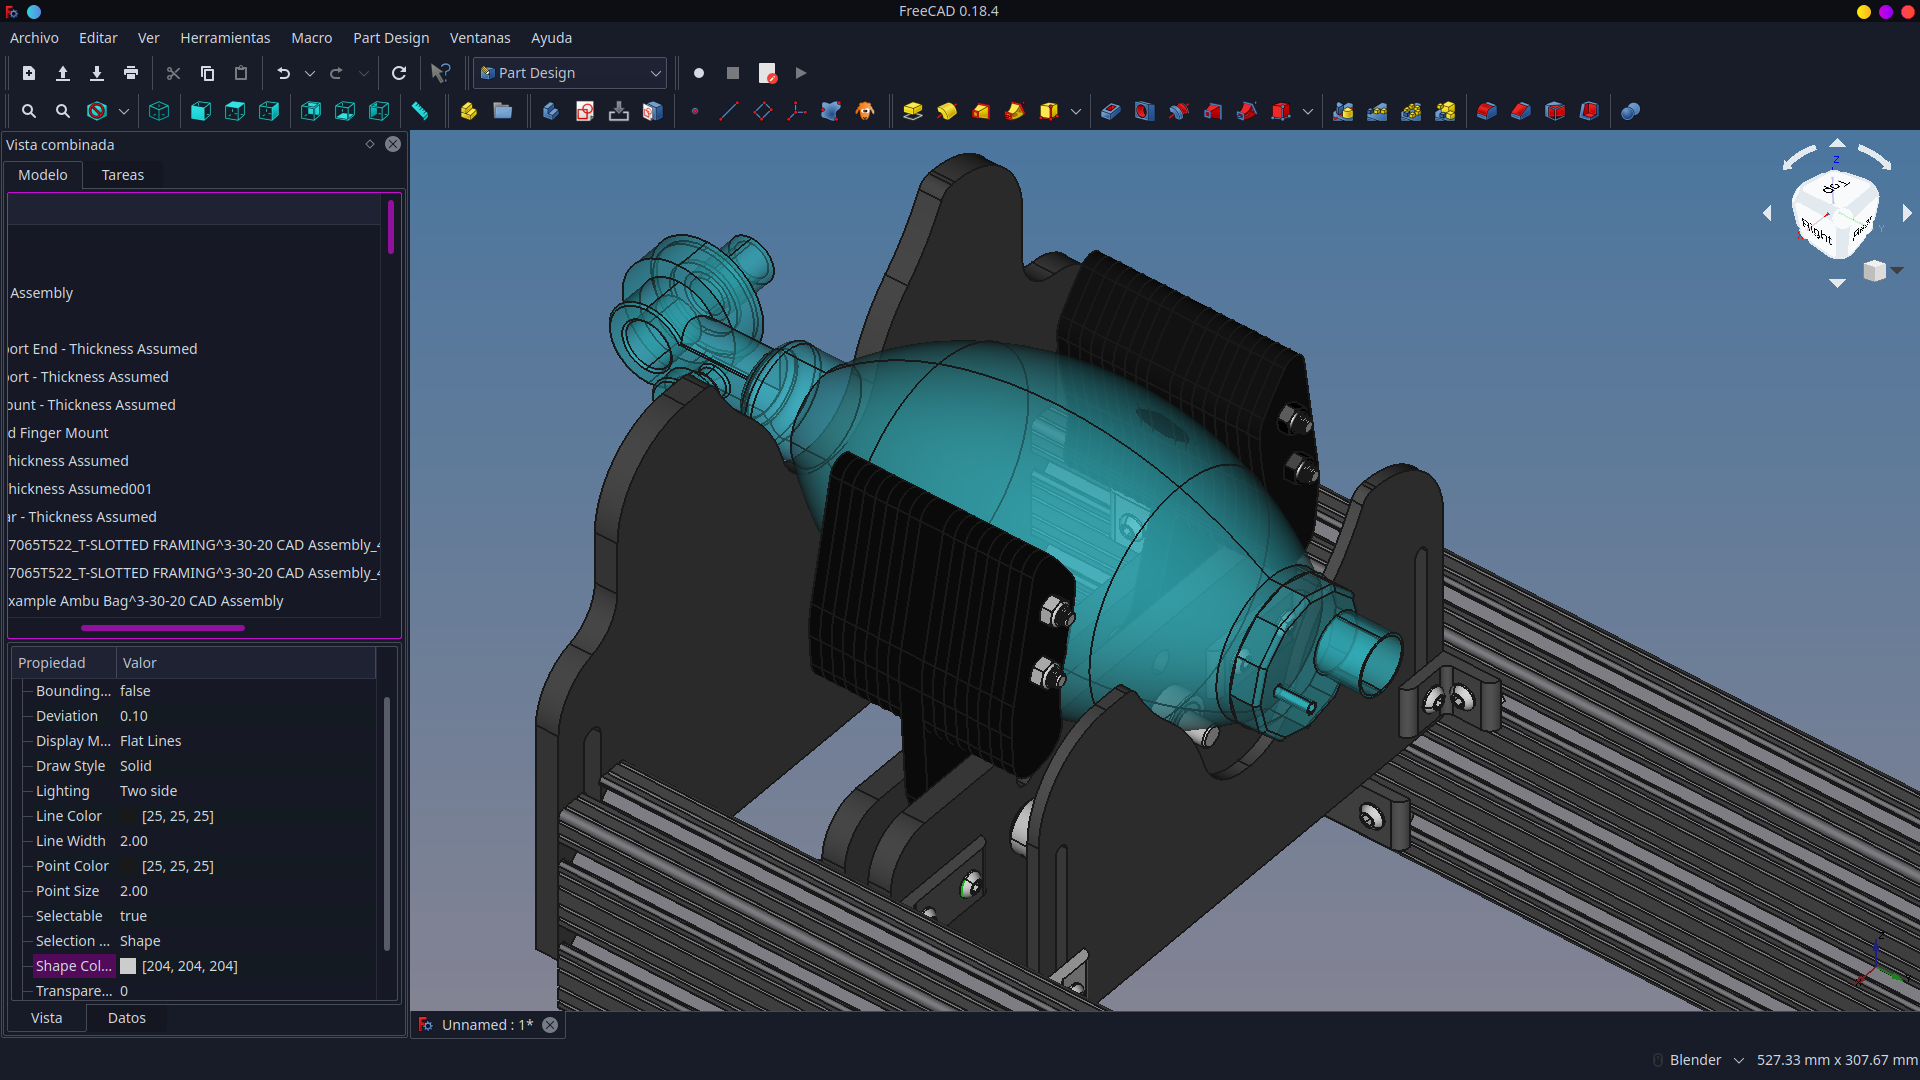 FreeCAD 0.18.4
Archivo Editar Ver Herramientas Macro Part Design Ventanas Ayuda
Part Design
Vista combinada
Modelo Tareas
Assembly
ort End - Thickness Assumed
ort - Thickness Assumed
ount - Thickness Assumed
d Finger Mount
hickness Assumed
hickness Assumed001
ar - Thickness Assumed
7065T522_T-SLOTTED FRAMING^3-30-20 CAD Assembly_4
7065T522_T-SLOTTED FRAMING^3-30-20 CAD Assembly_4
xample Ambu Bag^3-30-20 CAD Assembly
Propiedad Valor
Bounding... false
Deviation 0.10
Display M... Flat Lines
Draw Style Solid
Lighting Two side
Line Color [25, 25, 25]
Line Width 2.00
Point Color [25, 25, 25]
Point Size 2.00
Selectable true
Selection ... Shape
Shape Col... [204, 204, 204]
Transpare... 0
Vista Datos
Z
Top
Right
Y
Z
Unnamed : 1*
Blender 527.33 mm x 307.67 mm